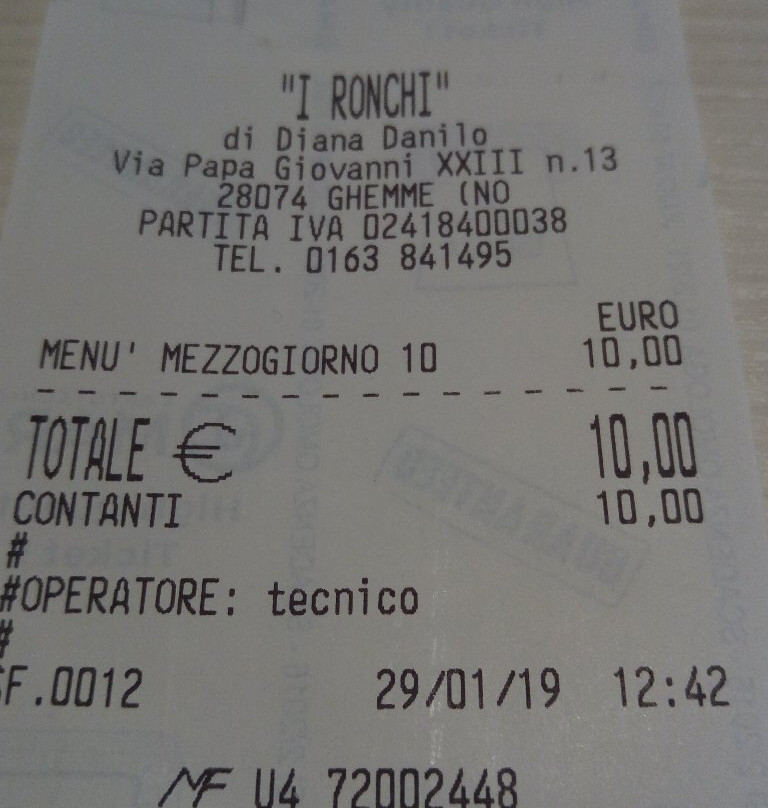 "I RONCHI"
di Diana Danilo
Via Papa Giovanni XXIII n.13
28074 GHEMME (NO
PARTITA IVA 02418400038
TEL. 0163 841495
EURO
MENU' MEZZOGIORNO 10 10,00
TOTALE € 10,00
CONTANTI 10,00
#
#OPERATORE: tecnico
#
SF.0012 29/01/19 12:42
MF U4 72002448